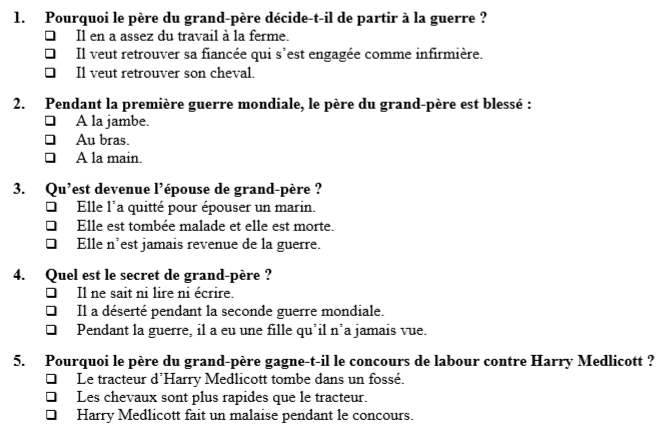 1. Pourquoi le père du grand-père décide-t-il de partir à la guerre ?
❏ Il en a assez du travail à la ferme.
❏ Il veut retrouver sa fiancée qui s'est engagée comme infirmière.
❏ Il veut retrouver son cheval.
2. Pendant la première guerre mondiale, le père du grand-père est blessé :
❏ A la jambe.
❏ Au bras.
❏ A la main.
3. Qu'est devenue l'épouse de grand-père ?
❏ Elle l'a quitté pour épouser un marin.
❏ Elle est tombée malade et elle est morte.
❏ Elle n'est jamais revenue de la guerre.
4. Quel est le secret de grand-père ?
❏ Il ne sait ni lire ni écrire.
❏ Il a déserté pendant la seconde guerre mondiale.
❏ Pendant la guerre, il a eu une fille qu'il n'a jamais vue.
5. Pourquoi le père du grand-père gagne-t-il le concours de labour contre Harry Medlicott ?
❏ Le tracteur d'Harry Medlicott tombe dans un fossé.
❏ Les chevaux sont plus rapides que le tracteur.
❏ Harry Medlicott fait un malaise pendant le concours.